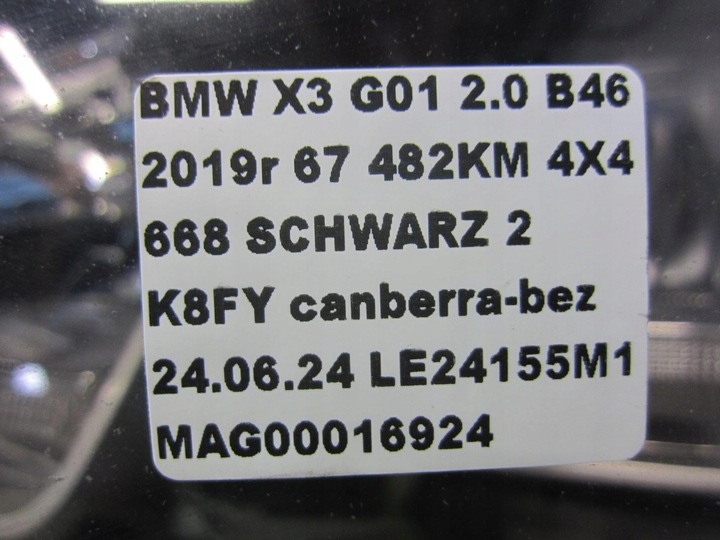 BMW X3 G01 2.0 B46
2019r 67 482KM 4X4
668 SCHWARZ 2
K8FY canberra-bez
24.06.24 LE24155M1
MAG00016924